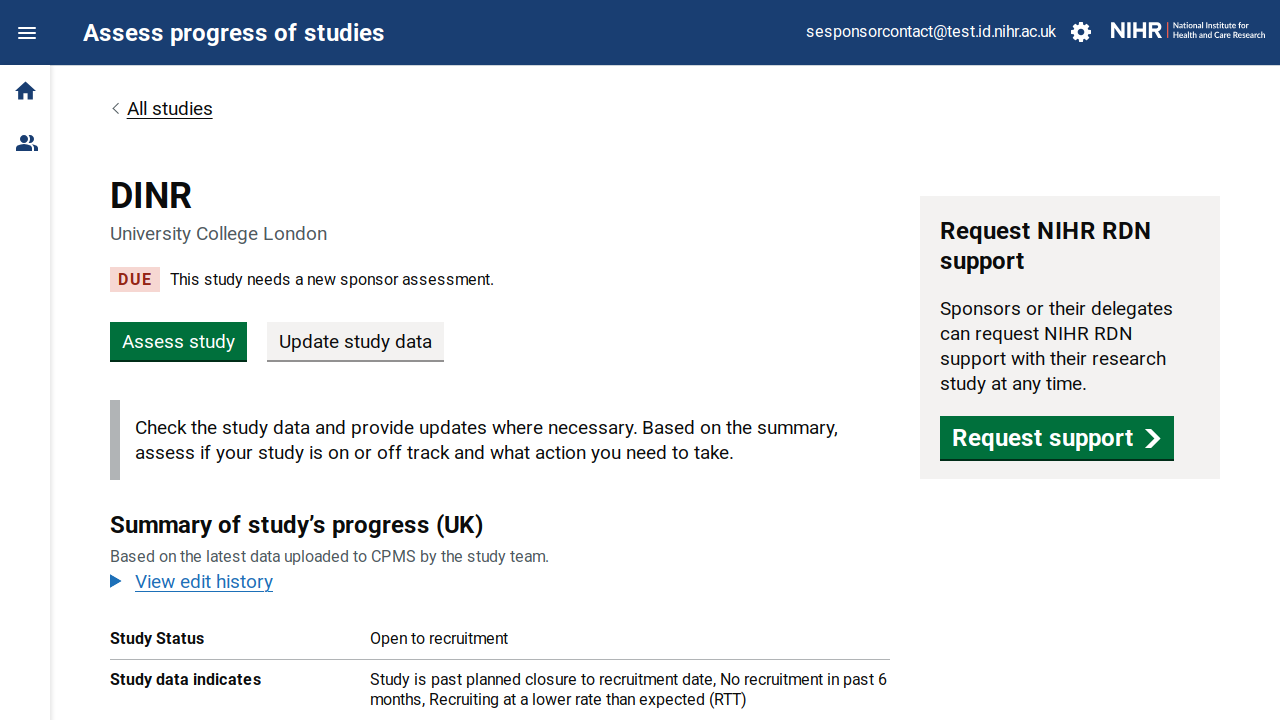 Assess progress of studies
sesponsorcontact@test.id.nihr.ac.uk
NIHR
National Institute for
Health and Care Research
All studies
DINR
University College London
DUE This study needs a new sponsor assessment.
Assess study
Update study data
Check the study data and provide updates where necessary. Based on the summary,
assess if your study is on or off track and what action you need to take.
Summary of study’s progress (UK)
Based on the latest data uploaded to CPMS by the study team.
View edit history
Study Status Open to recruitment
Study data indicates Study is past planned closure to recruitment date, No recruitment in past 6
months, Recruiting at a lower rate than expected (RTT)
Request NIHR RDN
support
Sponsors or their delegates
can request NIHR RDN
support with their research
study at any time.
Request support